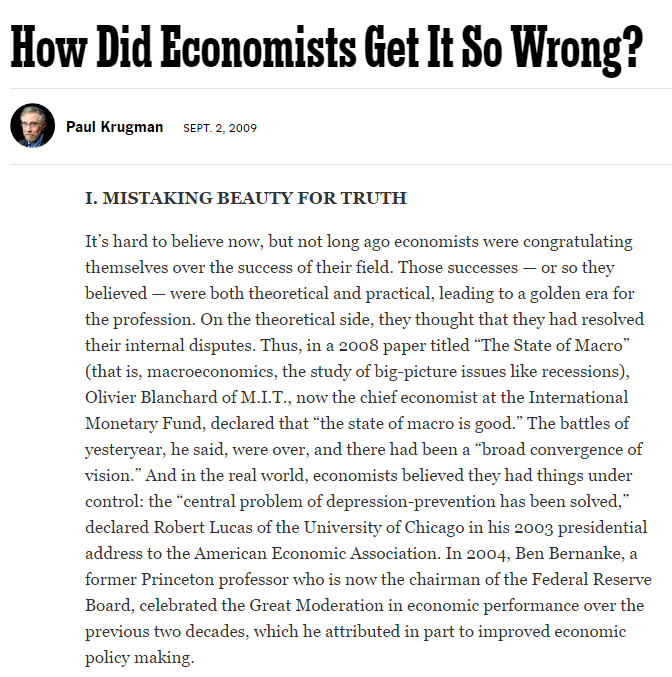 How Did Economists Get It So Wrong?
Paul Krugman SEPT. 2, 2009
I. MISTAKING BEAUTY FOR TRUTH
It’s hard to believe now, but not long ago economists were congratulating
themselves over the success of their field. Those successes — or so they
believed — were both theoretical and practical, leading to a golden era for
the profession. On the theoretical side, they thought that they had resolved
their internal disputes. Thus, in a 2008 paper titled “The State of Macro”
(that is, macroeconomics, the study of big-picture issues like recessions),
Olivier Blanchard of M.I.T., now the chief economist at the International
Monetary Fund, declared that “the state of macro is good.” The battles of
yesteryear, he said, were over, and there had been a “broad convergence of
vision.” And in the real world, economists believed they had things under
control: the “central problem of depression-prevention has been solved,”
declared Robert Lucas of the University of Chicago in his 2003 presidential
address to the American Economic Association. In 2004, Ben Bernanke, a
former Princeton professor who is now the chairman of the Federal Reserve
Board, celebrated the Great Moderation in economic performance over the
previous two decades, which he attributed in part to improved economic
policy making.